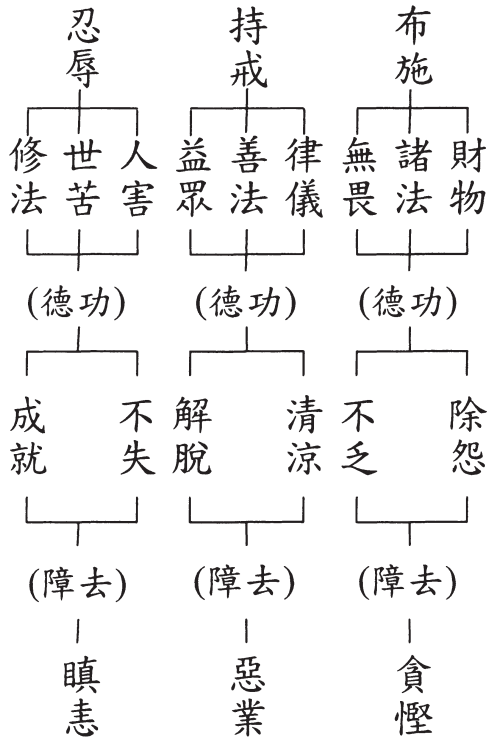 布施
財物
諸法
無畏
(功德)
除怨
不乏
(去障)
貪慳
持戒
律儀
善法
益眾
(功德)
清涼
解脫
(去障)
惡業
忍辱
人害
世苦
修法
(功德)
不失
成就
(去障)
瞋恚